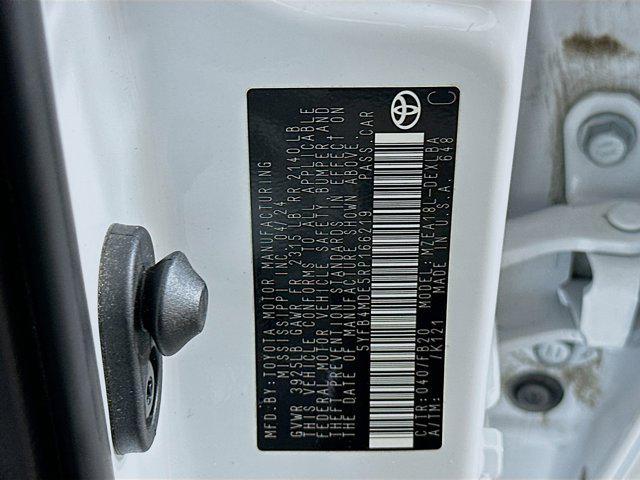 MFD.BY: TOYOTA MOTOR MANUFACTURING
MISSISSIPPI INC. 04/24
GVWR 3925LB GAWR FR 2315LB RR 2140LB
THIS VEHICLE CONFORMS TO ALL APPLICABLE
FEDERAL MOTOR VEHICLE SAFETY, BUMPER AND
THEFT PREVENTION STANDARDS IN EFFECT ON
THE DATE OF MANUFACTURE SHOWN ABOVE.
5YFB4MDE5RP186219 PASS.CAR
C/TR: 040/FB20 MODEL: MZEA18L-DEXLBA
A/TM: /K121 MADE IN U.S.A. 648
C